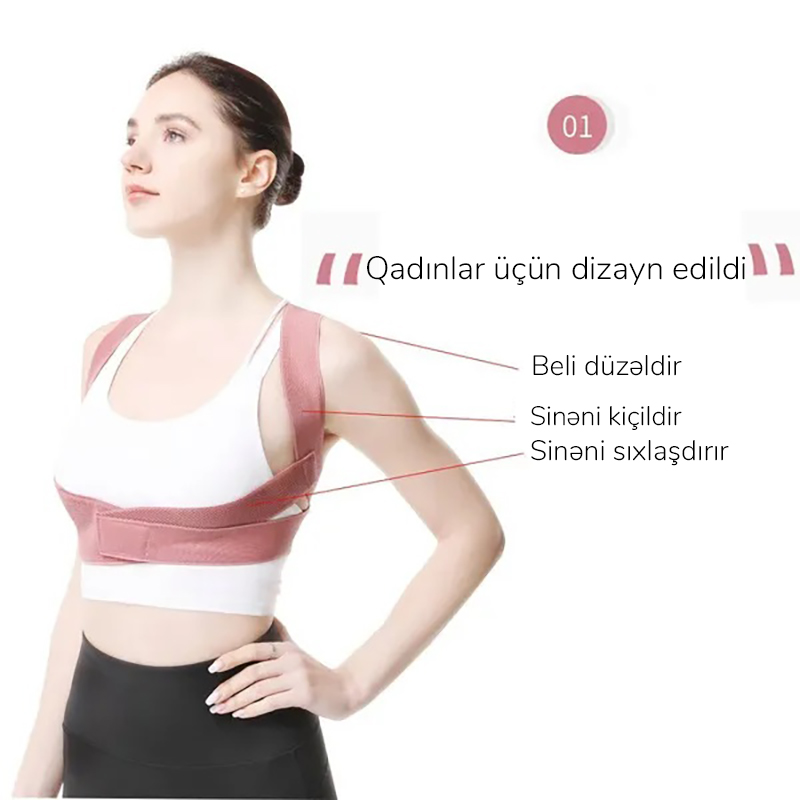 01
"Qadınlar üçün dizayn edildi"
Beli düzəldir
Sinəni kiçildir
Sinəni sıxlaşdırır